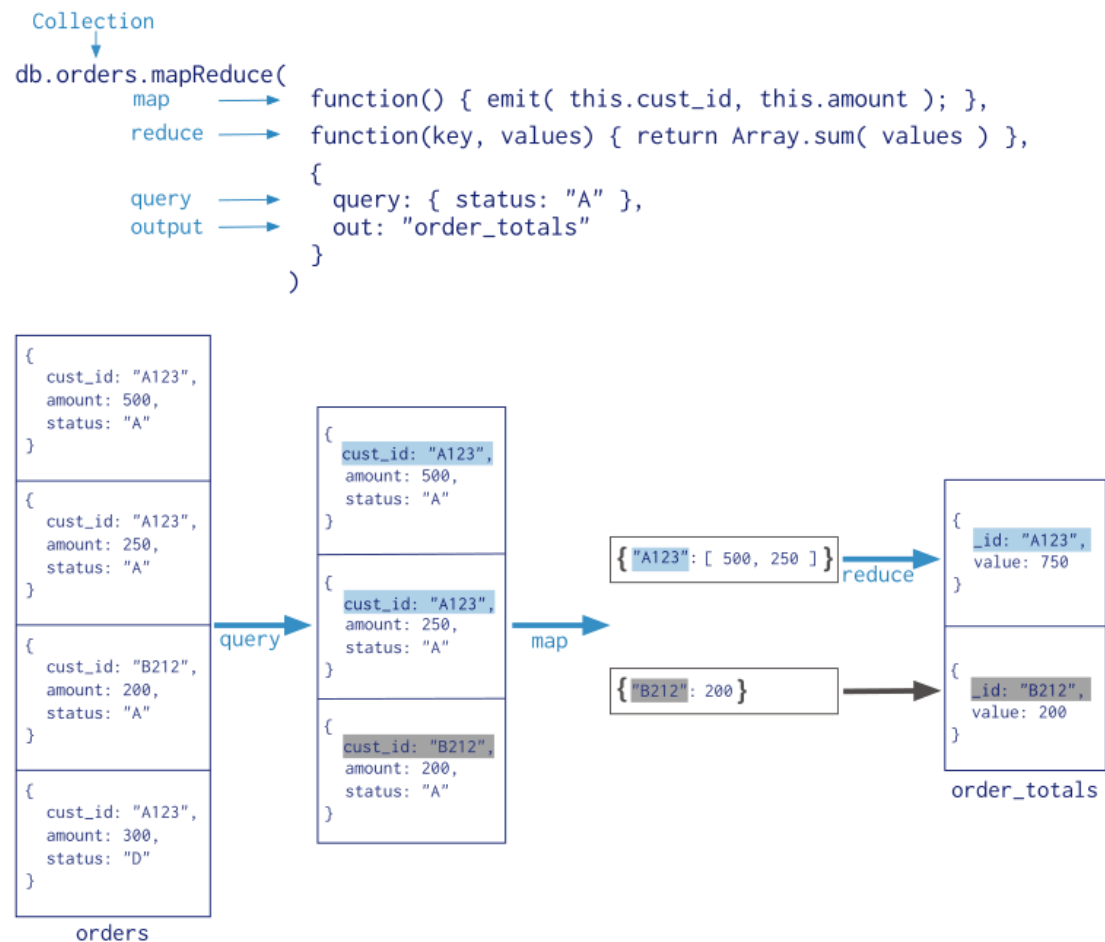 Collection
db.orders.mapReduce(
map function() { emit( this.cust_id, this.amount ); },
reduce function(key, values) { return Array.sum( values ) },
{
query query: { status: "A" },
output out: "order_totals"
}
)
{
cust_id: "A123",
amount: 500,
status: "A"
}
{
cust_id: "A123",
amount: 250,
status: "A"
}
{
cust_id: "B212",
amount: 200,
status: "A"
}
{
cust_id: "A123",
amount: 300,
status: "D"
}
orders
query
{
cust_id: "A123",
amount: 500,
status: "A"
}
{
cust_id: "A123",
amount: 250,
status: "A"
}
{
cust_id: "B212",
amount: 200,
status: "A"
}
map
{"A123": [ 500, 250 ]}
{"B212": 200}
reduce
{
_id: "A123",
value: 750
}
{
_id: "B212",
value: 200
}
order_totals